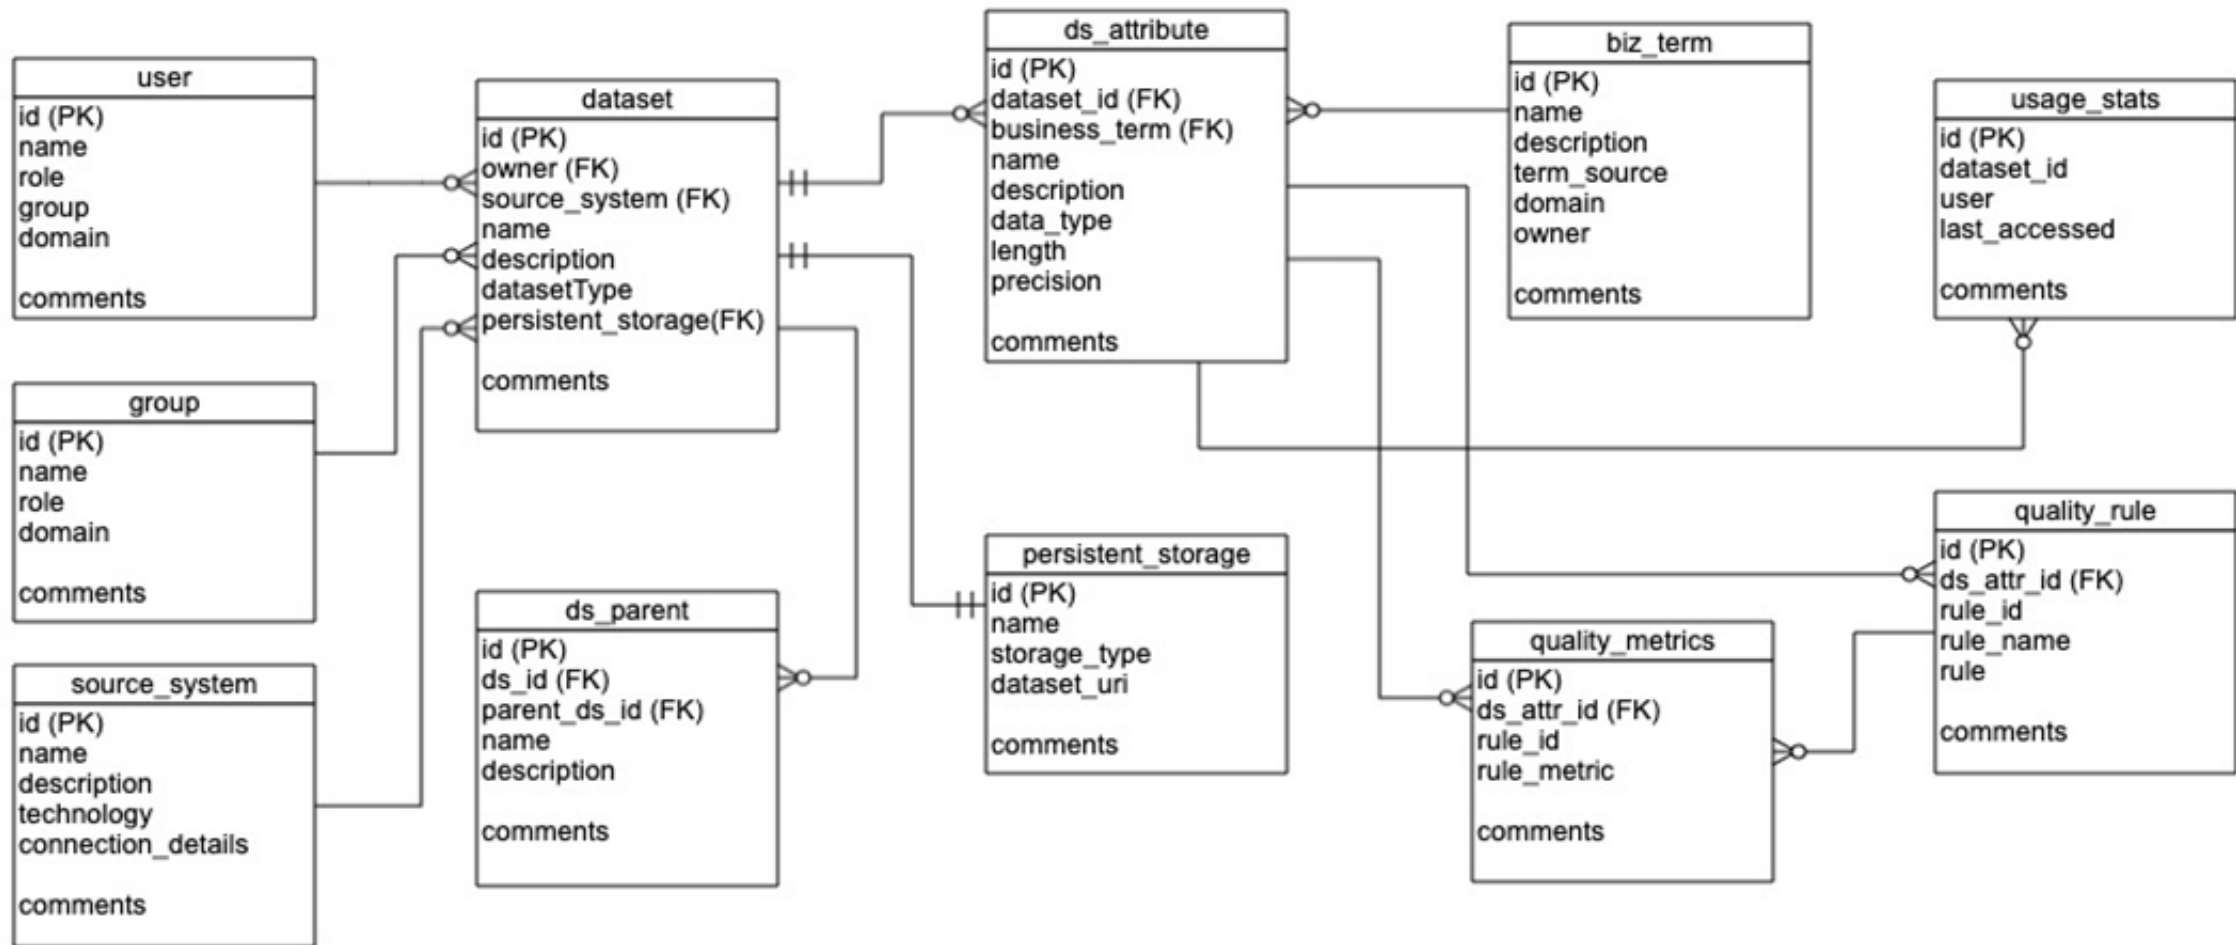 user
id (PK)
name
role
group
domain
comments
group
id (PK)
name
role
domain
comments
source_system
id (PK)
name
description
technology
connection_details
comments
dataset
id (PK)
owner (FK)
source_system (FK)
name
description
datasetType
persistent_storage(FK)
comments
ds_parent
id (PK)
ds_id (FK)
parent_ds_id (FK)
name
description
comments
ds_attribute
id (PK)
dataset_id (FK)
business_term (FK)
name
description
data_type
length
precision
comments
persistent_storage
id (PK)
name
storage_type
dataset_uri
comments
biz_term
id (PK)
name
description
term_source
domain
owner
comments
quality_metrics
id (PK)
ds_attr_id (FK)
rule_id
rule_metric
comments
usage_stats
id (PK)
dataset_id
user
last_accessed
comments
quality_rule
id (PK)
ds_attr_id (FK)
rule_id
rule_name
rule
comments